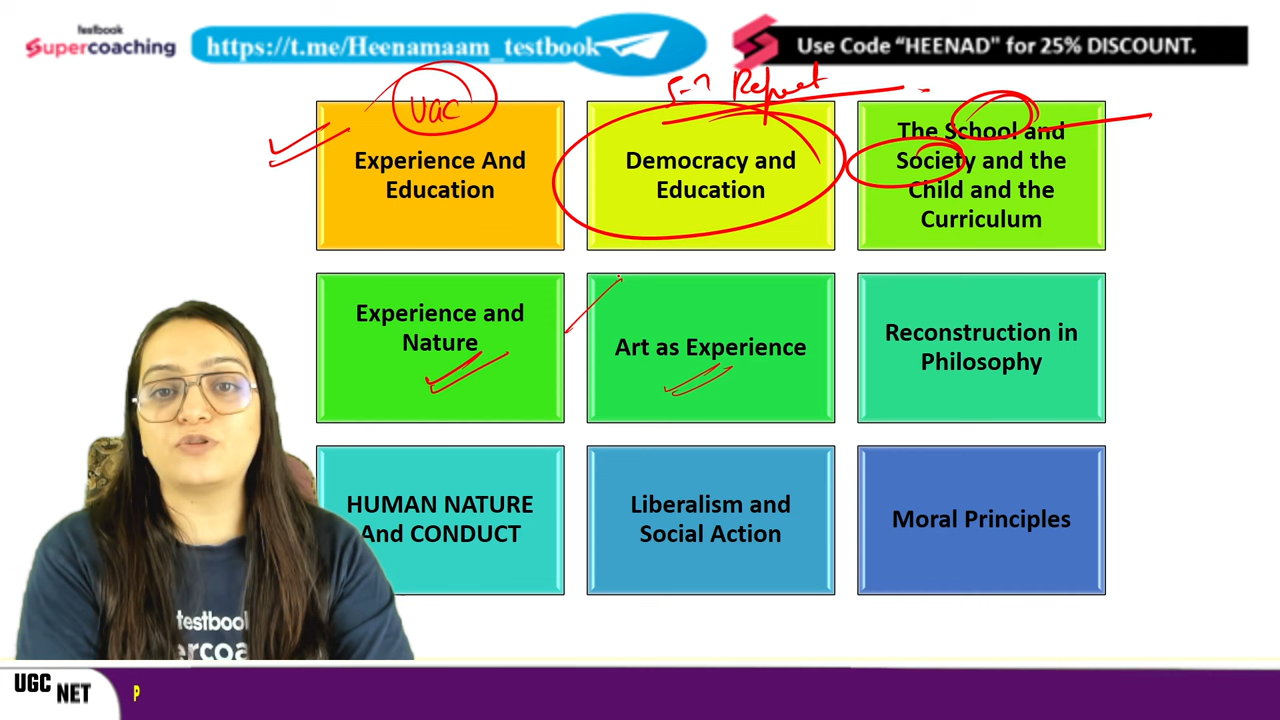 testbook
Supercoaching
https://t.me/Heenamaam_testbook
Use Code “HEENAD" for 25% DISCOUNT.
5-7 Repeat
UGC
Experience And
Education
Democracy and
Education
The School and
Society and the
Child and the
Curriculum
Experience and
Nature
Art as Experience
Reconstruction in
Philosophy
HUMAN NATURE
And CONDUCT
Liberalism and
Social Action
Moral Principles
testboo
ercoa
UGC
NET
P